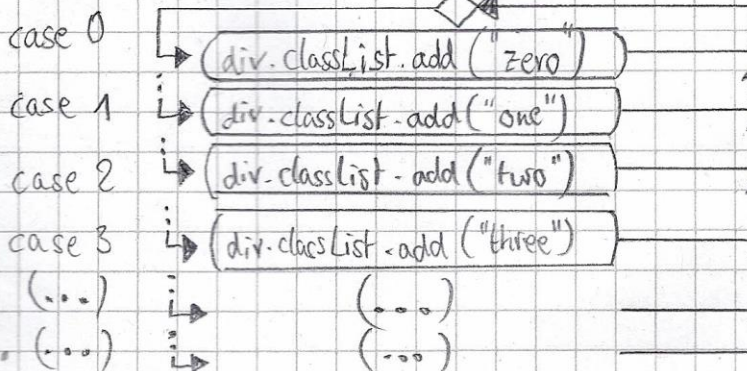 case 0 div.classList.add ("zero")
case 1 div.classList.add ("one")
case 2 div.classList.add ("two")
case 3 div.classList.add ("three")
(...) (...)
(...) (...)